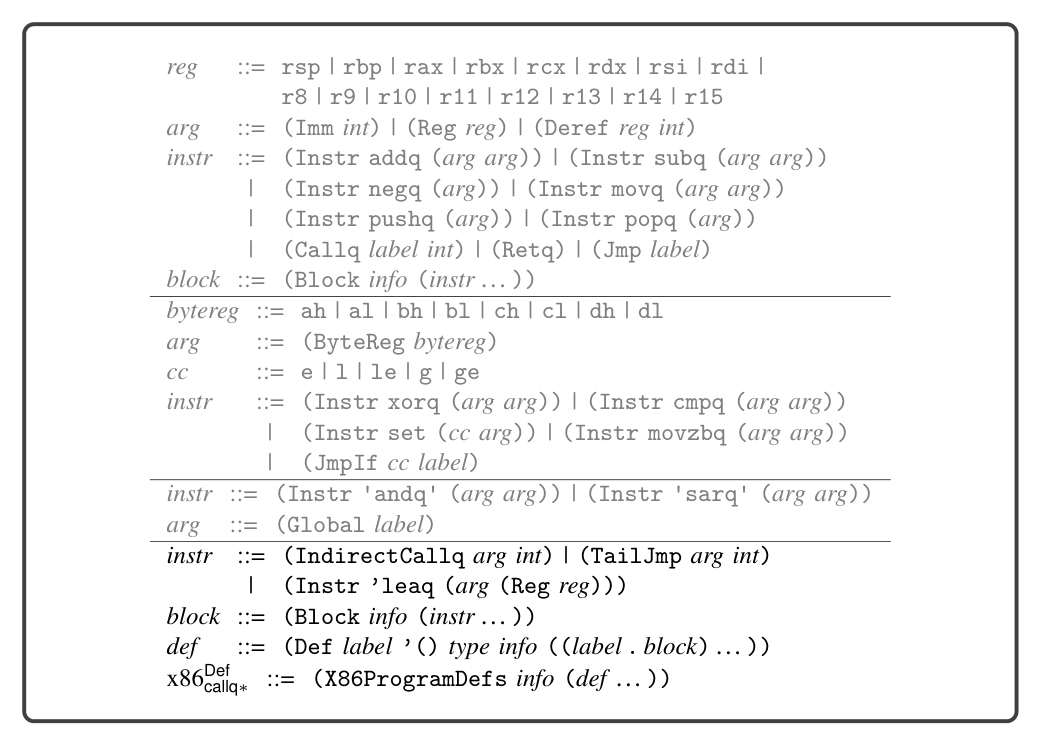 reg ::= rsp | rbp | rax | rbx | rcx | rdx | rsi | rdi |
r8 | r9 | r10 | r11 | r12 | r13 | r14 | r15
arg ::= (Imm int) | (Reg reg) | (Deref reg int)
instr ::= (Instr addq (arg arg)) | (Instr subq (arg arg))
| (Instr negq (arg)) | (Instr movq (arg arg))
| (Instr pushq (arg)) | (Instr popq (arg))
| (Callq label int) | (Retq) | (Jmp label)
block ::= (Block info (instr ...))
bytereg ::= ah | al | bh | bl | ch | cl | dh | dl
arg ::= (ByteReg bytereg)
cc ::= e | l | le | g | ge
instr ::= (Instr xorq (arg arg)) | (Instr cmpq (arg arg))
| (Instr set (cc arg)) | (Instr movzbq (arg arg))
| (JmpIf cc label)
instr ::= (Instr 'andq' (arg arg)) | (Instr 'sarq' (arg arg))
arg ::= (Global label)
instr ::= (IndirectCallq arg int) | (TailJmp arg int)
| (Instr ’leaq (arg (Reg reg)))
block ::= (Block info (instr ...))
def ::= (Def label ’() type info ((label . block) ...))
x86Def callq* ::= (X86ProgramDefs info (def ...))